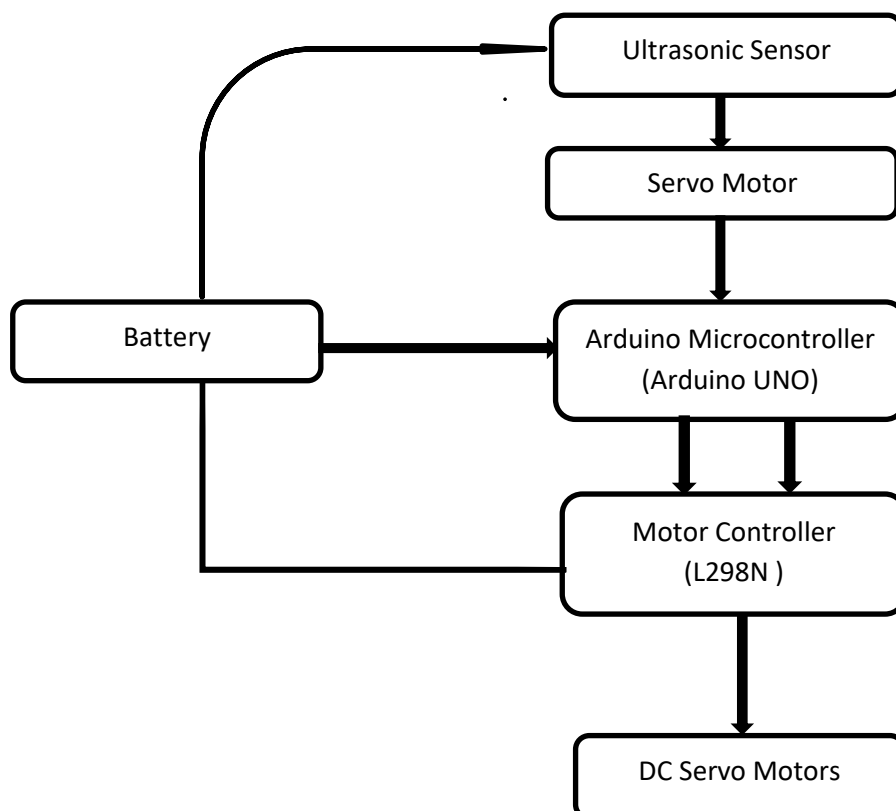 Ultrasonic Sensor
Servo Motor
Battery
Arduino Microcontroller
(Arduino UNO)
Motor Controller
(L298N )
DC Servo Motors